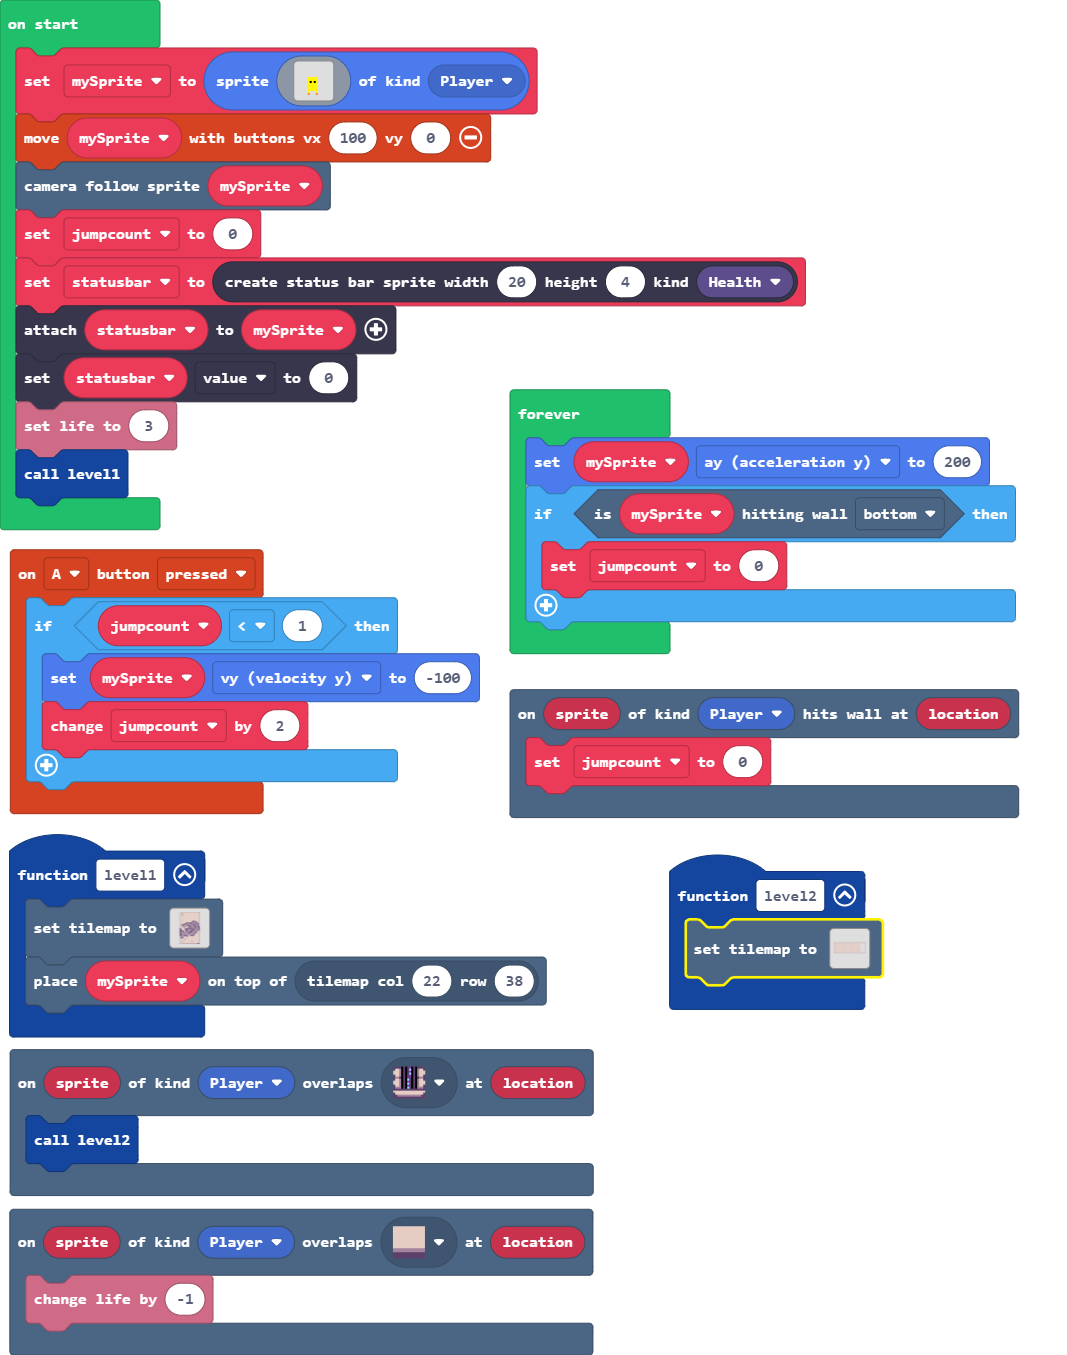 on start
set mySprite to sprite of kind Player
move mySprite with buttons vx 100 vy 0
camera follow sprite mySprite
set jumpcount to 0
set statusbar to create status bar sprite width 20 height 4 kind Health
attach statusbar to mySprite
set statusbar value to 0
set life to 3
call level1
forever
set mySprite ay (acceleration y) to 200
if is mySprite hitting wall bottom then
set jumpcount to 0
on A button pressed
if jumpcount < 1 then
set mySprite vy (velocity y) to -100
change jumpcount by 2
on sprite of kind Player hits wall at location
set jumpcount to 0
function level1
set tilemap to
place mySprite on top of tilemap col 22 row 38
function level2
set tilemap to
on sprite of kind Player overlaps at location
call level2
on sprite of kind Player overlaps at location
change life by -1